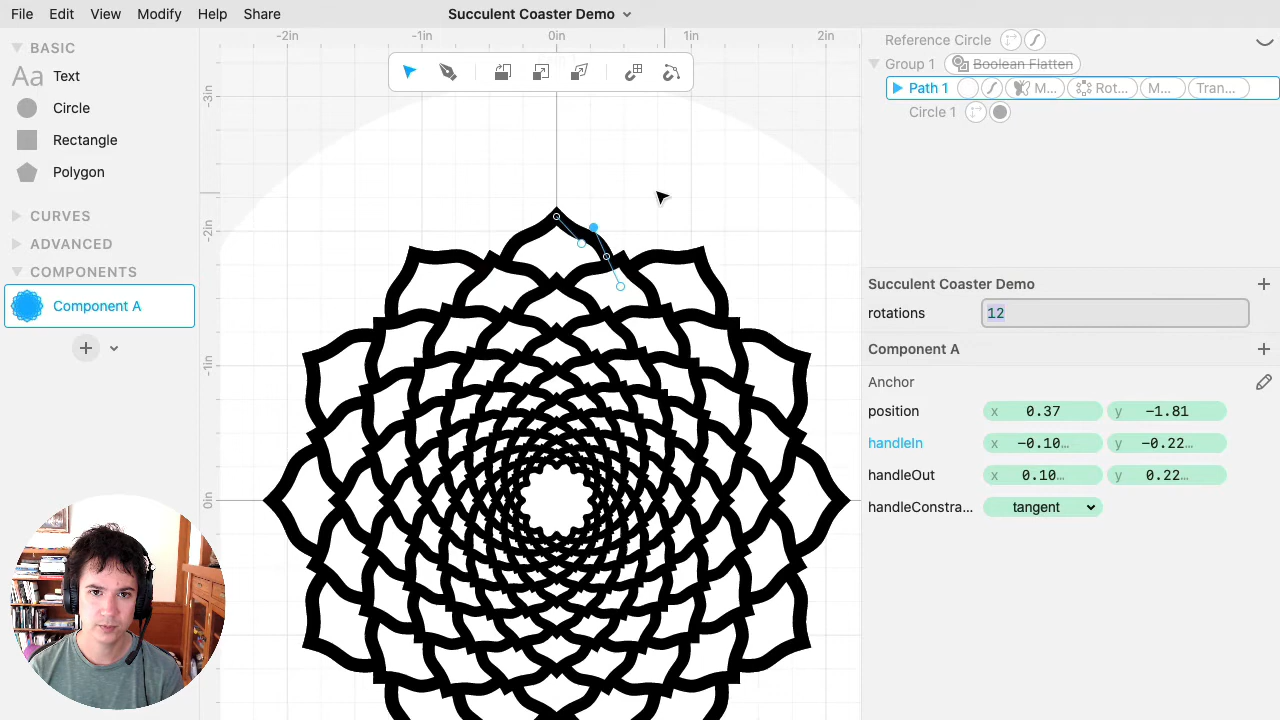 File Edit View Modify Help Share
Succulent Coaster Demo
BASIC
Aa Text
Circle
Rectangle
Polygon
CURVES
ADVANCED
COMPONENTS
Component A
-2in -1in 0in 1in 2in
-3in
-2in
-1in
0in
Reference Circle
Group 1 Boolean Flatten
Path 1 M... Rot... M... Tran...
Circle 1
Succulent Coaster Demo
rotations 12
Component A
Anchor
position x 0.37 y −1.81
handleIn x −0.10… y −0.22…
handleOut x 0.10… y 0.22…
handleConstra... tangent